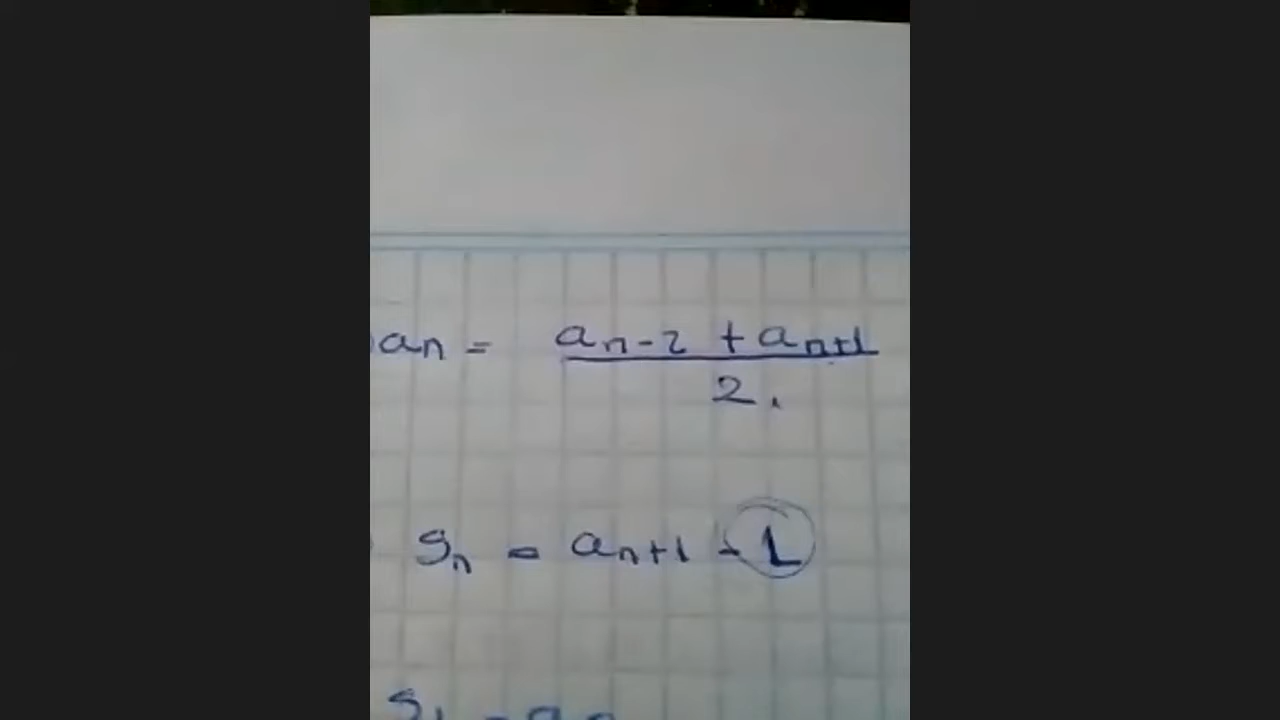 an = an-2 + an+1
2.
Sn = an+1 - 1